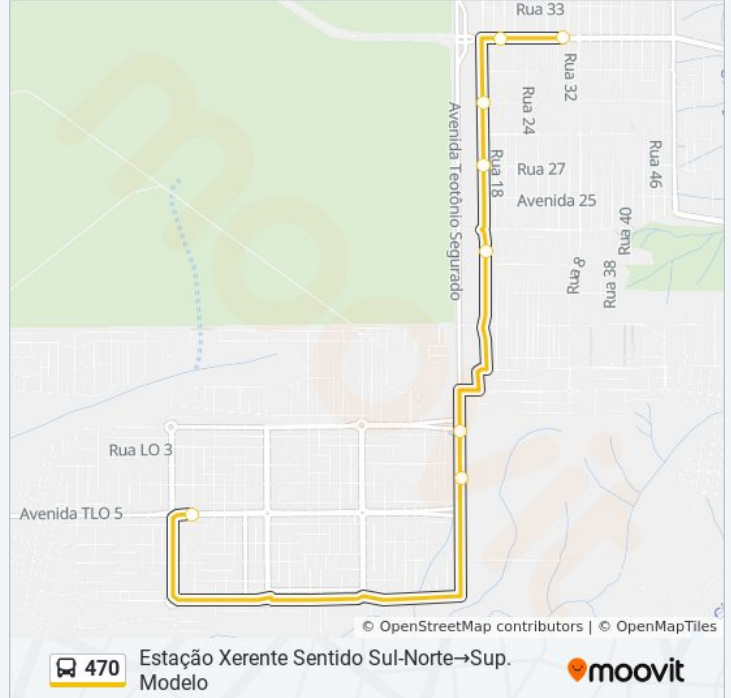 Rua 33
Rua 32
Rua 24
Avenida Teotônio Segurado
Rua 18
Rua 27
Rua 46
Avenida 25
Rua 40
Rua 8
Rua 38
Rua LO 3
Avenida TLO 5
© OpenStreetMap contributors | © OpenMapTiles
470
Estação Xerente Sentido Sul-Norte→Sup.
Modelo
moovit